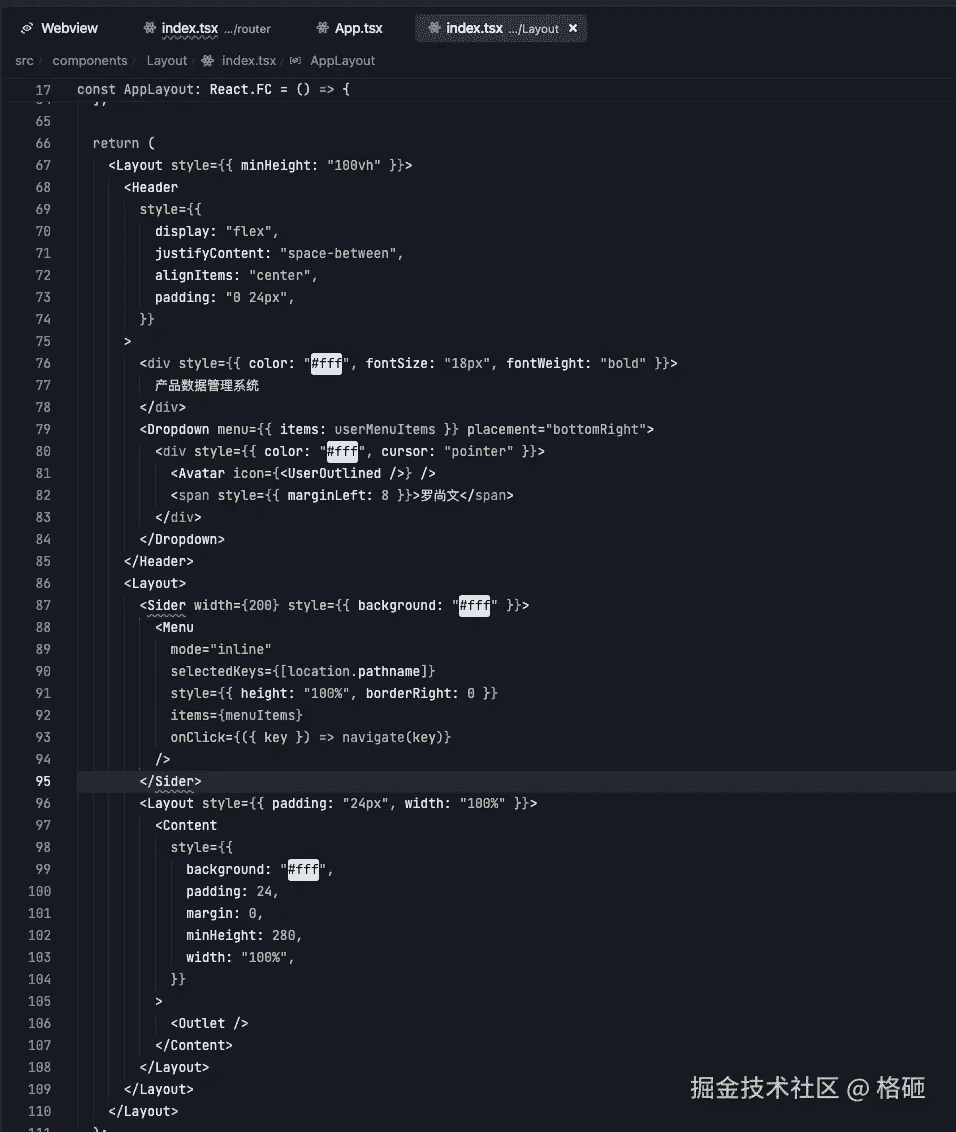 Webview index.tsx .../router App.tsx index.tsx .../Layout ×
src / components / Layout / index.tsx / AppLayout
17 const AppLayout: React.FC = () => {
65
66 return (
67 <Layout style={{ minHeight: "100vh" }}>
68 <Header
69 style={{
70 display: "flex",
71 justifyContent: "space-between",
72 alignItems: "center",
73 padding: "0 24px",
74 }}
75 >
76 <div style={{ color: "#fff", fontSize: "18px", fontWeight: "bold" }}>
77 产品数据管理系统
78 </div>
79 <Dropdown menu={{ items: userMenuItems }} placement="bottomRight">
80 <div style={{ color: "#fff", cursor: "pointer" }}>
81 <Avatar icon={<UserOutlined />} />
82 <span style={{ marginLeft: 8 }}>罗尚文</span>
83 </div>
84 </Dropdown>
85 </Header>
86 <Layout>
87 <Sider width={200} style={{ background: "#fff" }}>
88 <Menu
89 mode="inline"
90 selectedKeys={[location.pathname]}
91 style={{ height: "100%", borderRight: 0 }}
92 items={menuItems}
93 onClick={({ key }) => navigate(key)}
94 />
95 </Sider>
96 <Layout style={{ padding: "24px", width: "100%" }}>
97 <Content
98 style={{
99 background: "#fff",
100 padding: 24,
101 margin: 0,
102 minHeight: 280,
103 width: "100%",
104 }}
105 >
106 <Outlet />
107 </Content>
108 </Layout>
109 </Layout>
110 </Layout>
掘金技术社区 @ 格砸